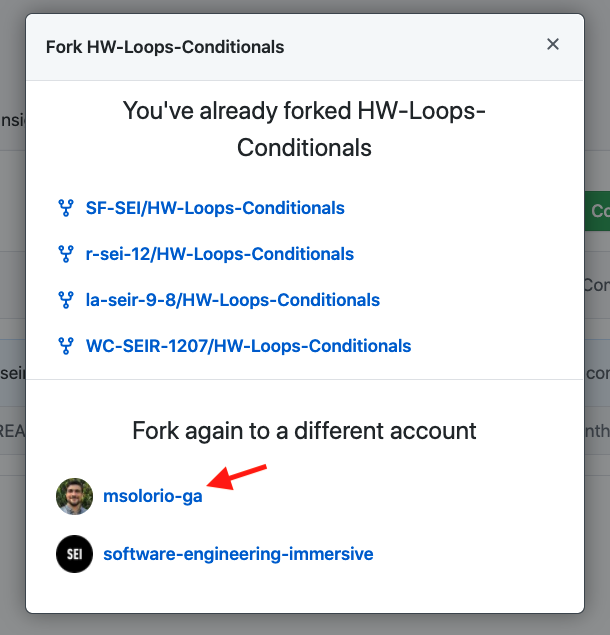 Fork HW-Loops-Conditionals
You've already forked HW-Loops-
Conditionals
SF-SEI/HW-Loops-Conditionals
r-sei-12/HW-Loops-Conditionals
la-seir-9-8/HW-Loops-Conditionals
WC-SEIR-1207/HW-Loops-Conditionals
Fork again to a different account
msolorio-ga
SEI
software-engineering-immersive